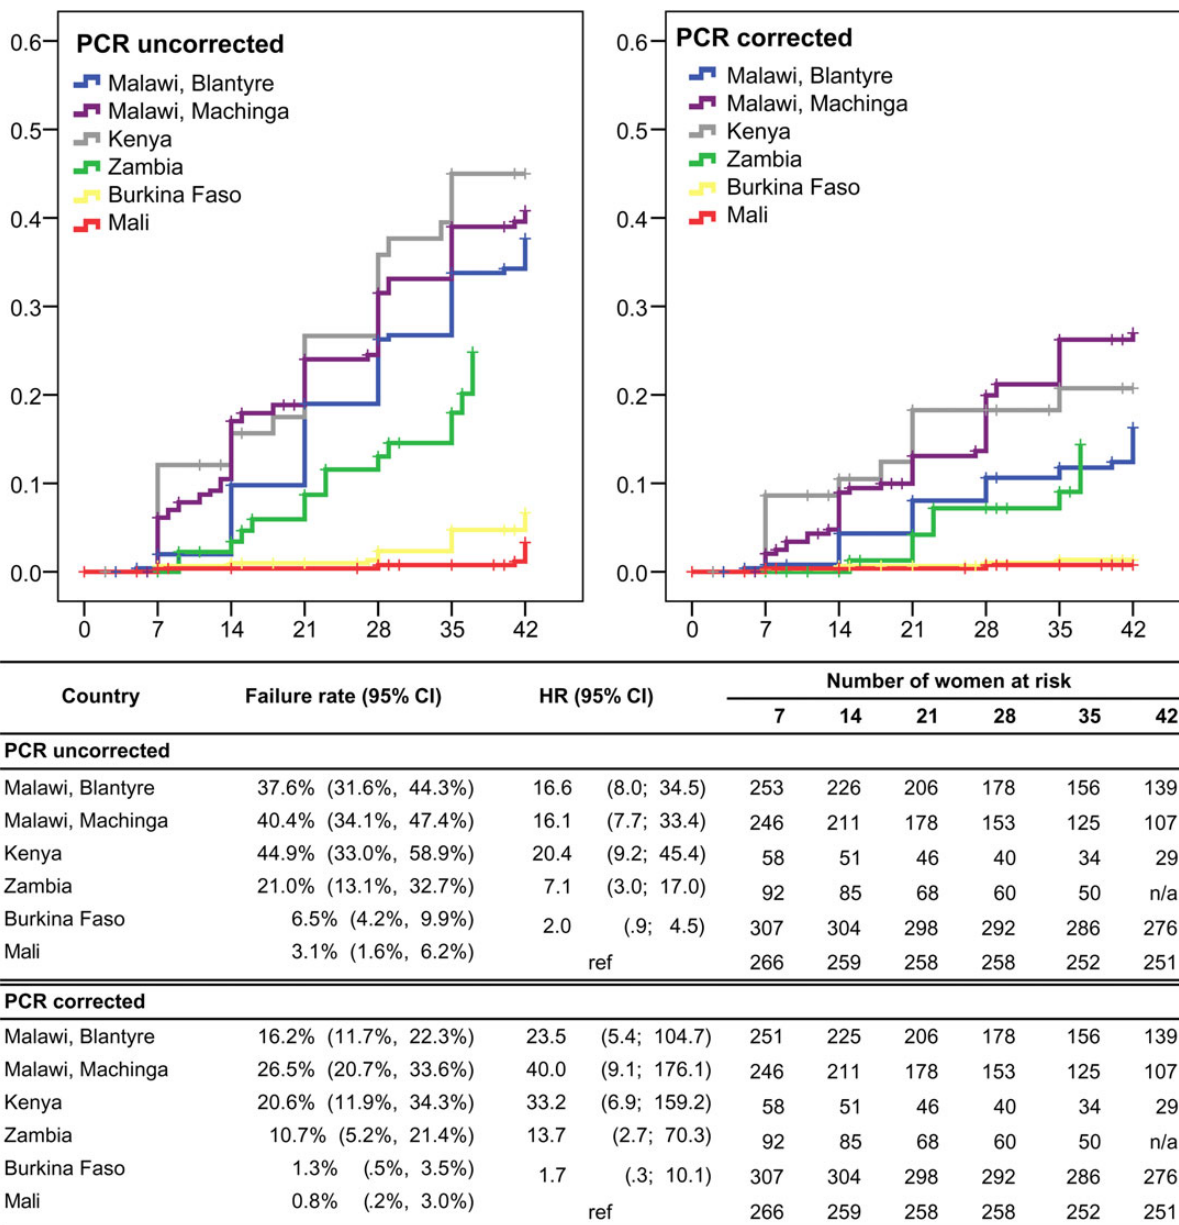 PCR uncorrected
Malawi, Blantyre
Malawi, Machinga
Kenya
Zambia
Burkina Faso
Mali
0.6
0.5
0.4
0.3
0.2
0.1
0.0
0 7 14 21 28 35 42
PCR corrected
Malawi, Blantyre
Malawi, Machinga
Kenya
Zambia
Burkina Faso
Mali
0.6
0.5
0.4
0.3
0.2
0.1
0.0
0 7 14 21 28 35 42
Country Failure rate (95% CI) HR (95% CI) Number of women at risk
7 14 21 28 35 42
PCR uncorrected
Malawi, Blantyre 37.6% (31.6%, 44.3%) 16.6 (8.0; 34.5) 253 226 206 178 156 139
Malawi, Machinga 40.4% (34.1%, 47.4%) 16.1 (7.7; 33.4) 246 211 178 153 125 107
Kenya 44.9% (33.0%, 58.9%) 20.4 (9.2; 45.4) 58 51 46 40 34 29
Zambia 21.0% (13.1%, 32.7%) 7.1 (3.0; 17.0) 92 85 68 60 50 n/a
Burkina Faso 6.5% (4.2%, 9.9%) 2.0 (.9; 4.5) 307 304 298 292 286 276
Mali 3.1% (1.6%, 6.2%) ref 266 259 258 258 252 251
PCR corrected
Malawi, Blantyre 16.2% (11.7%, 22.3%) 23.5 (5.4; 104.7) 251 225 206 178 156 139
Malawi, Machinga 26.5% (20.7%, 33.6%) 40.0 (9.1; 176.1) 246 211 178 153 125 107
Kenya 20.6% (11.9%, 34.3%) 33.2 (6.9; 159.2) 58 51 46 40 34 29
Zambia 10.7% (5.2%, 21.4%) 13.7 (2.7; 70.3) 92 85 68 60 50 n/a
Burkina Faso 1.3% (.5%, 3.5%) 1.7 (.3; 10.1) 307 304 298 292 286 276
Mali 0.8% (.2%, 3.0%) ref 266 259 258 258 252 251